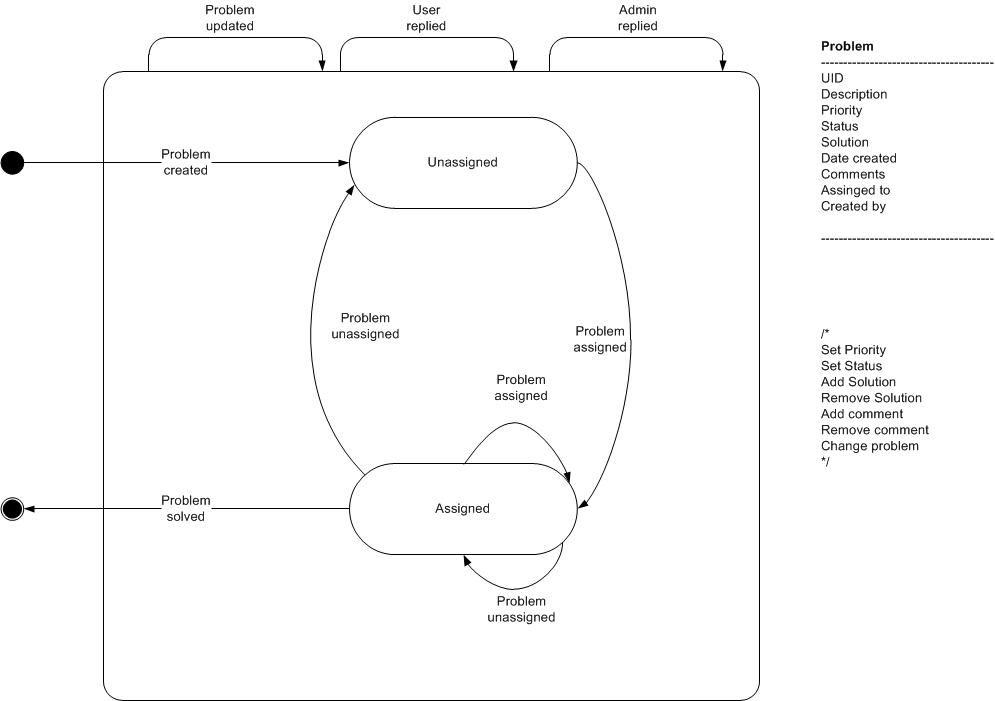 Problem
updated
User
replied
Admin
replied
Problem
created
Unassigned
Problem
unassigned
Problem
assigned
Problem
assigned
Problem
solved
Assigned
Problem
unassigned
Problem
------------------------------------------
UID
Description
Priority
Status
Solution
Date created
Comments
Assinged to
Created by
------------------------------------------
/*
Set Priority
Set Status
Add Solution
Remove Solution
Add comment
Remove comment
Change problem
*/